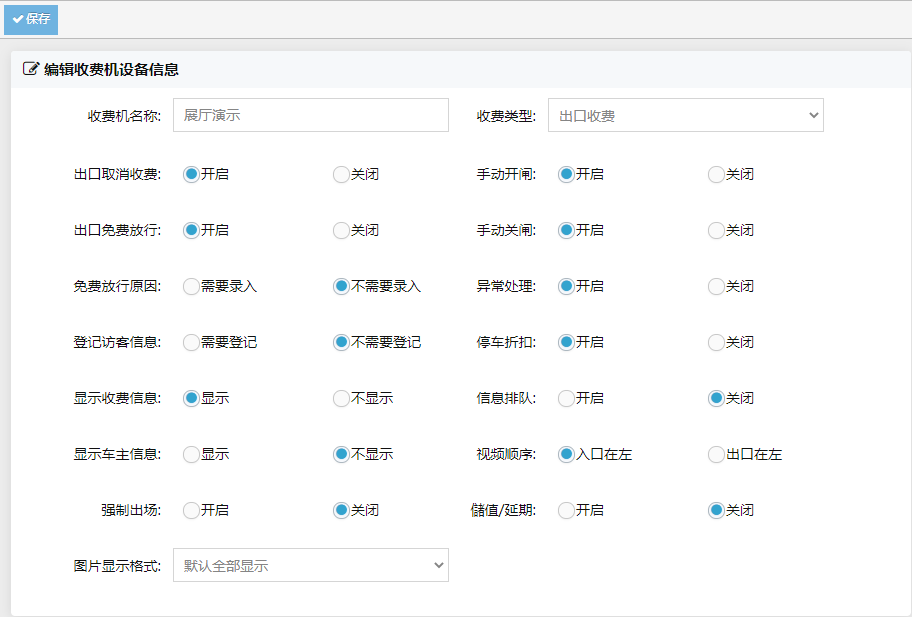 保存
编辑收费机设备信息
收费机名称: 展厅演示 收费类型: 出口收费
出口取消收费: 开启 关闭 手动开闸: 开启 关闭
出口免费放行: 开启 关闭 手动关闸: 开启 关闭
免费放行原因: 需要录入 不需要录入 异常处理: 开启 关闭
登记访客信息: 需要登记 不需要登记 停车折扣: 开启 关闭
显示收费信息: 显示 不显示 信息排队: 开启 关闭
显示车主信息: 显示 不显示 视频顺序: 入口在左 出口在左
强制出场: 开启 关闭 儲值/延期: 开启 关闭
图片显示格式: 默认全部显示